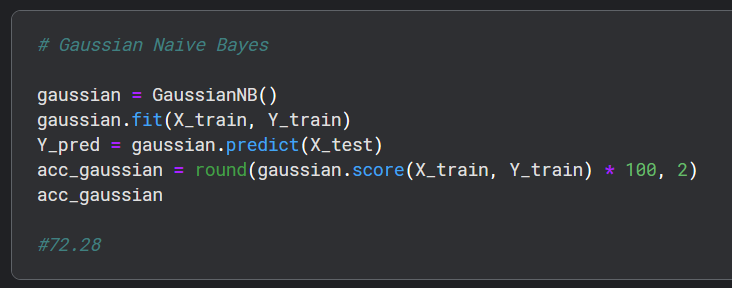 # Gaussian Naive Bayes
gaussian = GaussianNB()
gaussian.fit(X_train, Y_train)
Y_pred = gaussian.predict(X_test)
acc_gaussian = round(gaussian.score(X_train, Y_train) * 100, 2)
acc_gaussian
#72.28